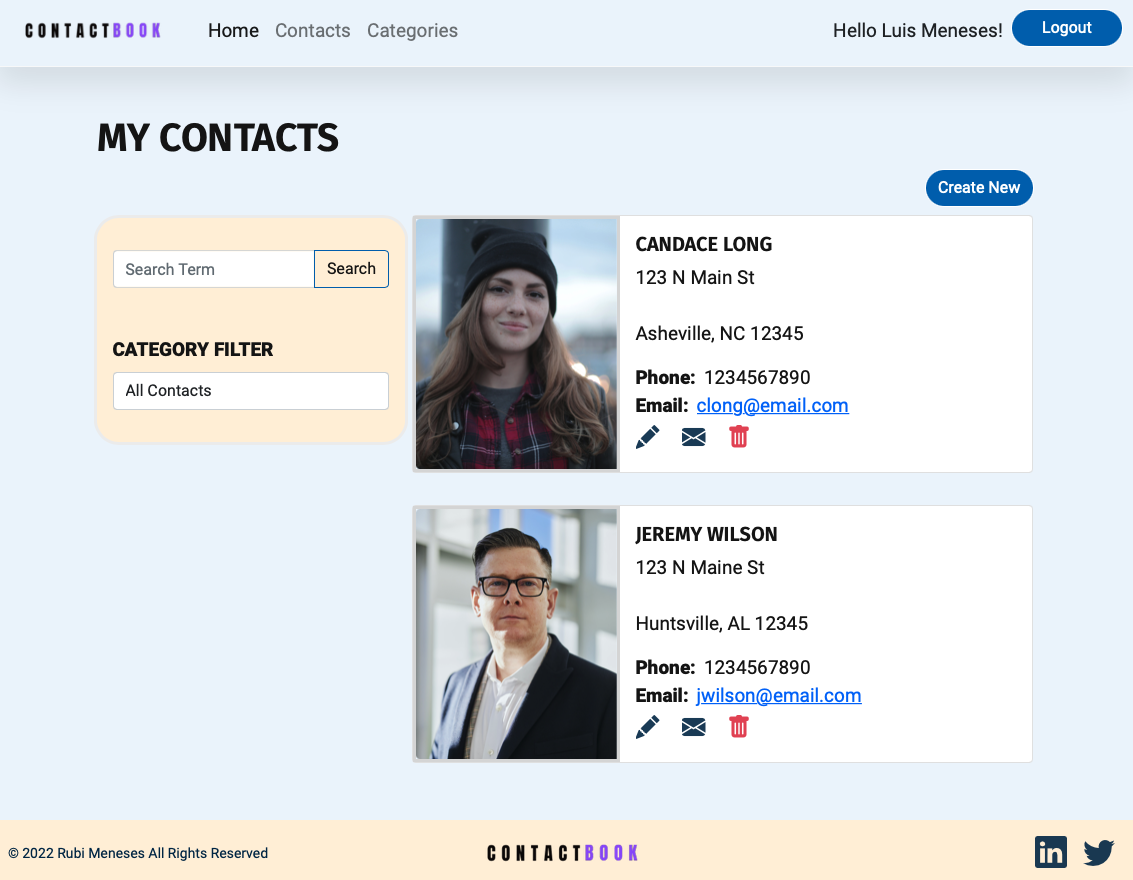 CONTACTBOOK Home Contacts Categories Hello Luis Meneses! Logout
MY CONTACTS
Create New
Search Term Search
CATEGORY FILTER
All Contacts
CANDACE LONG
123 N Main St
Asheville, NC 12345
Phone: 1234567890
Email: clong@email.com
JEREMY WILSON
123 N Maine St
Huntsville, AL 12345
Phone: 1234567890
Email: jwilson@email.com
© 2022 Rubi Meneses All Rights Reserved CONTACTBOOK in